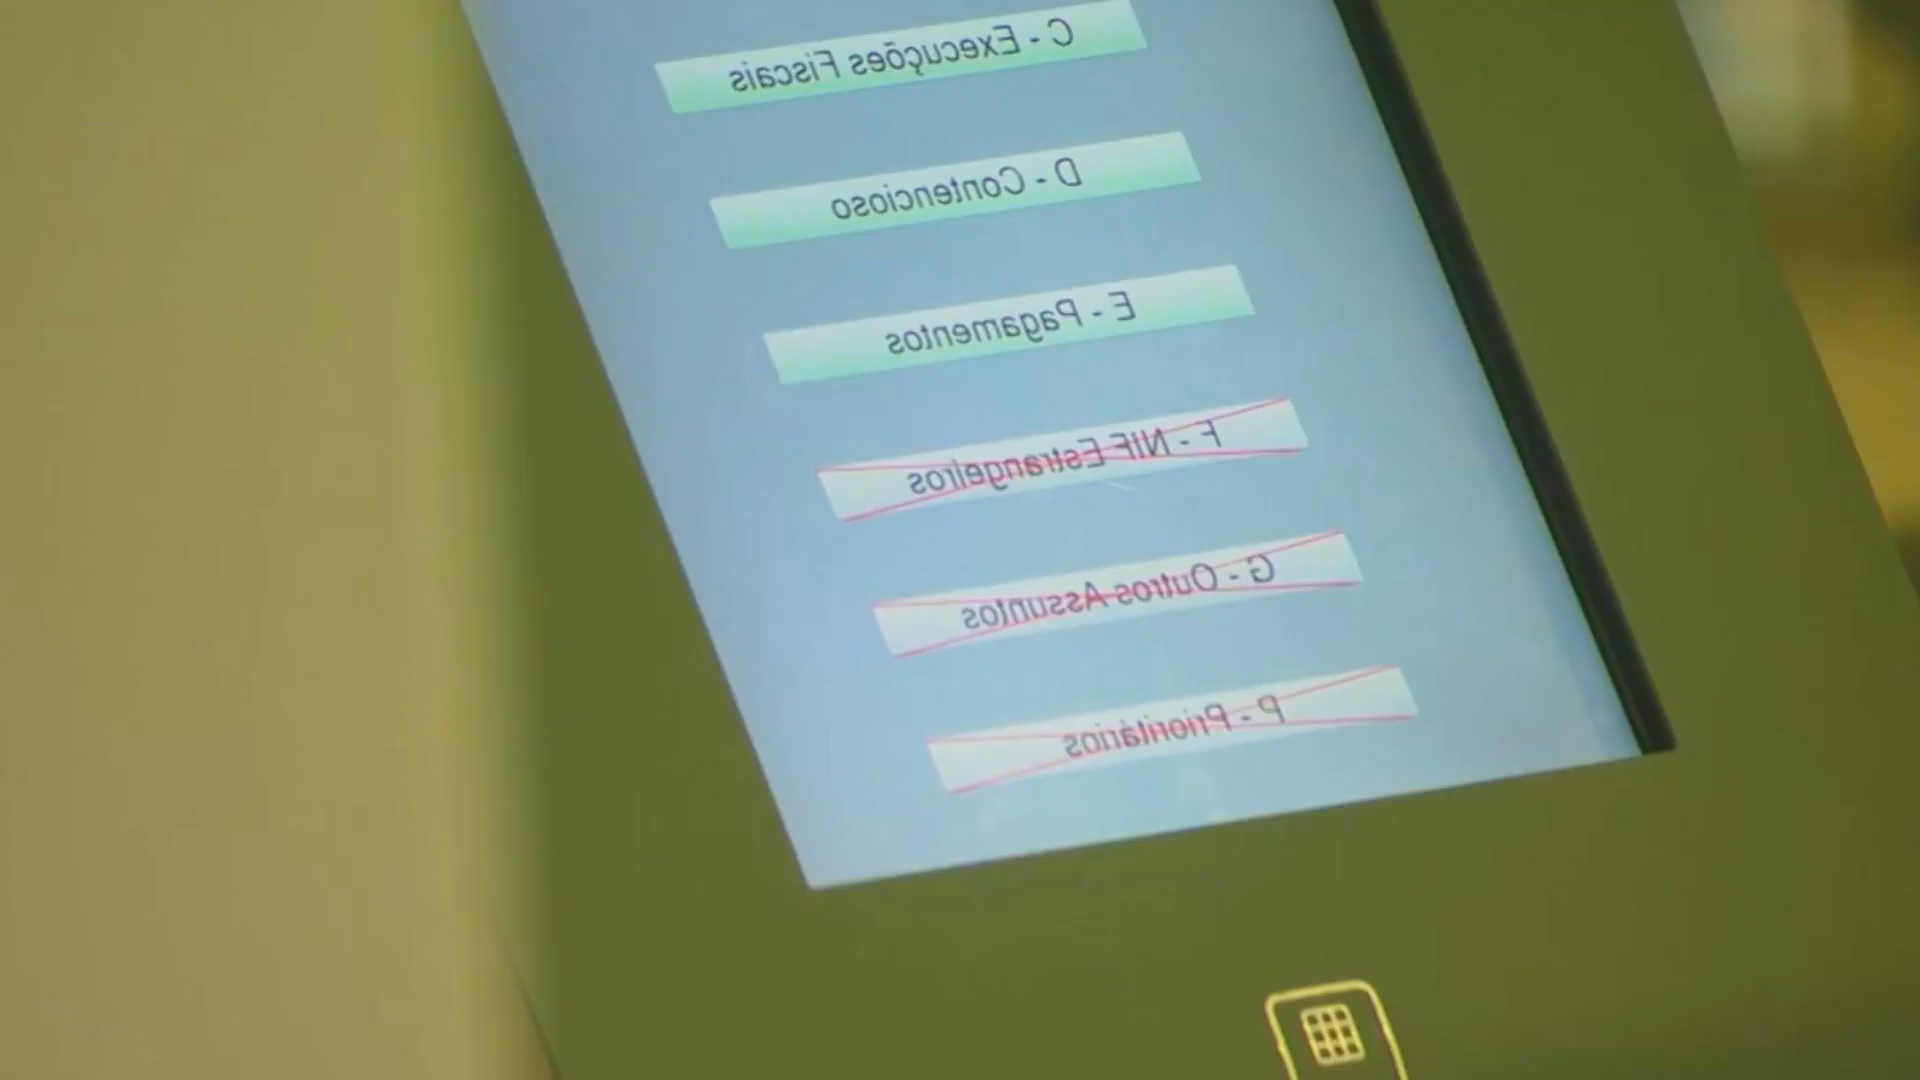 C - Execuções Fiscais
D - Contencioso
E - Pagamentos
F - NIF Estrangeiros
G - Outros Assuntos
P - Prioritários